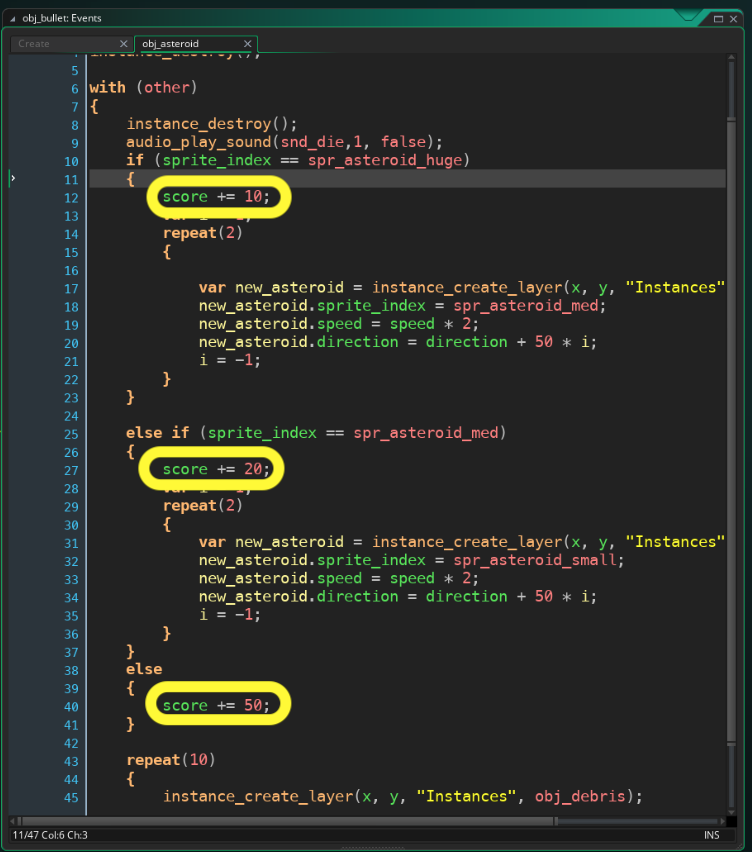 obj_bullet: Events
Create
obj_asteroid
instance_destroy();
5
6 with (other)
7 {
8 instance_destroy();
9 audio_play_sound(snd_die,1, false);
10 if (sprite_index == spr_asteroid_huge)
11 {
12 score += 10;
13
14 repeat(2)
15 {
16
17 var new_asteroid = instance_create_layer(x, y, "Instances"
18 new_asteroid.sprite_index = spr_asteroid_med;
19 new_asteroid.speed = speed * 2;
20 new_asteroid.direction = direction + 50 * i;
21 i = -1;
22 }
23 }
24
25 else if (sprite_index == spr_asteroid_med)
26 {
27 score += 20;
28
29 repeat(2)
30 {
31 var new_asteroid = instance_create_layer(x, y, "Instances"
32 new_asteroid.sprite_index = spr_asteroid_small;
33 new_asteroid.speed = speed * 2;
34 new_asteroid.direction = direction + 50 * i;
35 i = -1;
36 }
37 }
38 else
39 {
40 score += 50;
41 }
42
43 repeat(10)
44 {
45 instance_create_layer(x, y, "Instances", obj_debris);
11/47 Col:6 Ch:3
INS